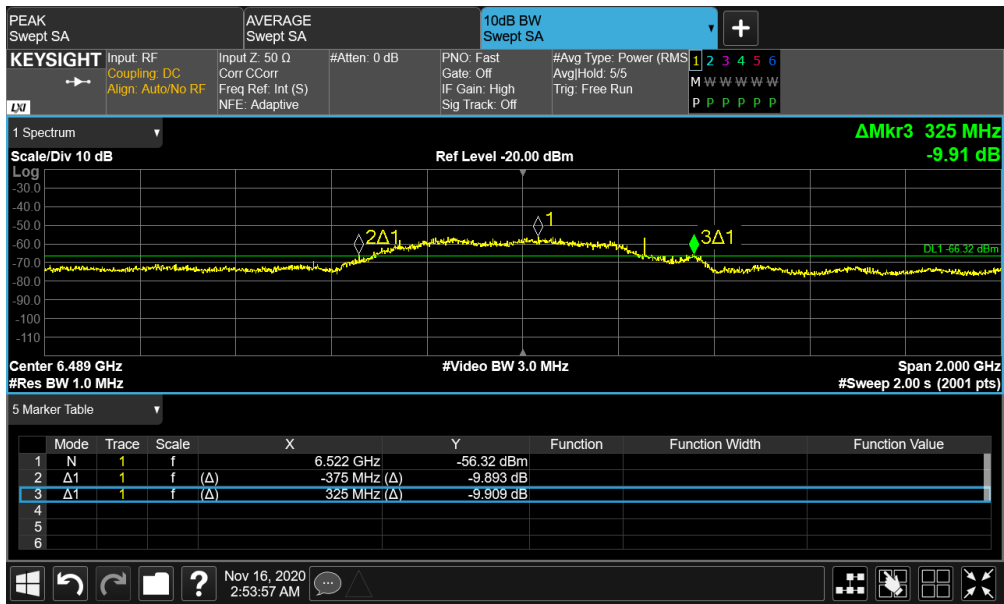 PEAK
Swept SA
AVERAGE
Swept SA
10dB BW
Swept SA
▼
+
KEYSIGHT
LXI
Input: RF
Coupling: DC
Align: Auto/No RF
Input Z: 50 Ω
Corr CCorr
Freq Ref: Int (S)
NFE: Adaptive
#Atten: 0 dB
PNO: Fast
Gate: Off
IF Gain: High
Sig Track: Off
#Avg Type: Power (RMS
Avg|Hold: 5/5
Trig: Free Run
1 2 3 4 5 6
M W W W W W
P P P P P P
1 Spectrum ▼
ΔMkr3 325 MHz
-9.91 dB
Scale/Div 10 dB
Ref Level -20.00 dBm
Log
-30.0
-40.0
-50.0
-60.0
-70.0
-80.0
-90.0
-100
-110
1
2Δ1
3Δ1
DL1 -66.32 dBm
Center 6.489 GHz
#Video BW 3.0 MHz
Span 2.000 GHz
#Res BW 1.0 MHz
#Sweep 2.00 s (2001 pts)
5 Marker Table ▼
Mode Trace Scale X Y Function Function Width Function Value
1 N 1 f 6.522 GHz -56.32 dBm
2 Δ1 1 f (Δ) -375 MHz (Δ) -9.893 dB
3 Δ1 1 f (Δ) 325 MHz (Δ) -9.909 dB
4
5
6
?
Nov 16, 2020
2:53:57 AM